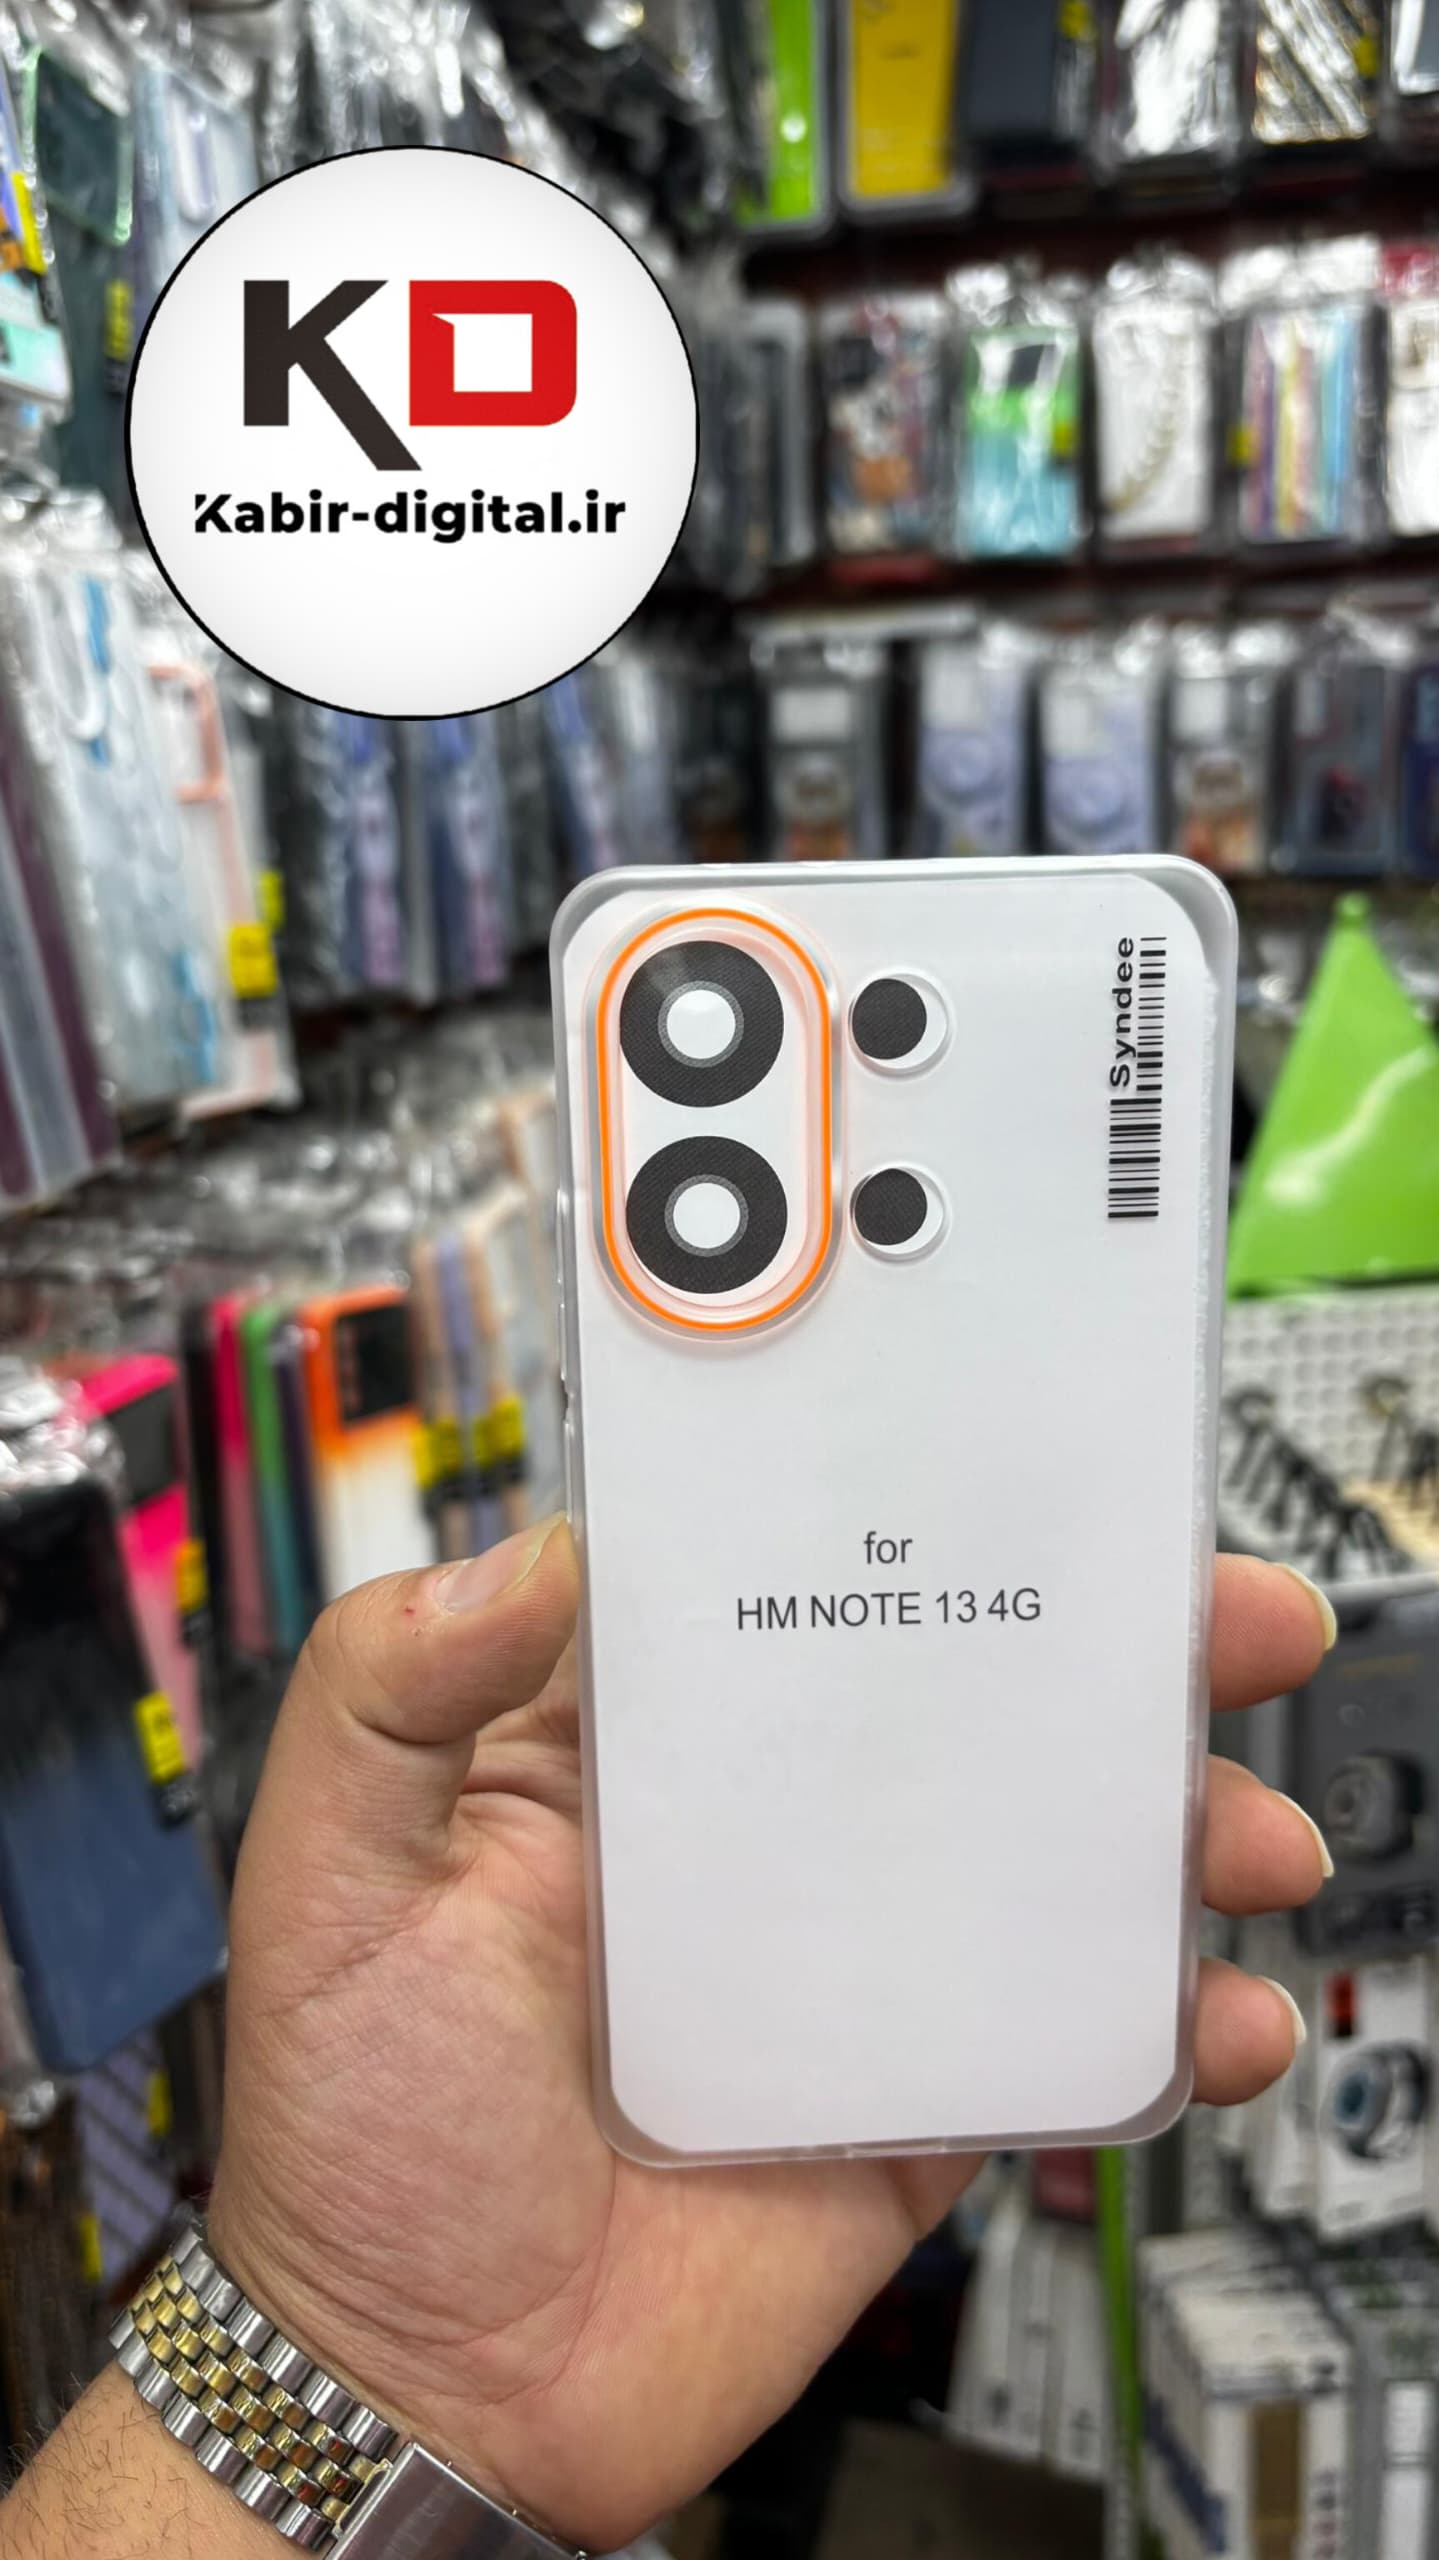 KD
Kabir-digital.ir
Syndee
for
HM NOTE 13 4G